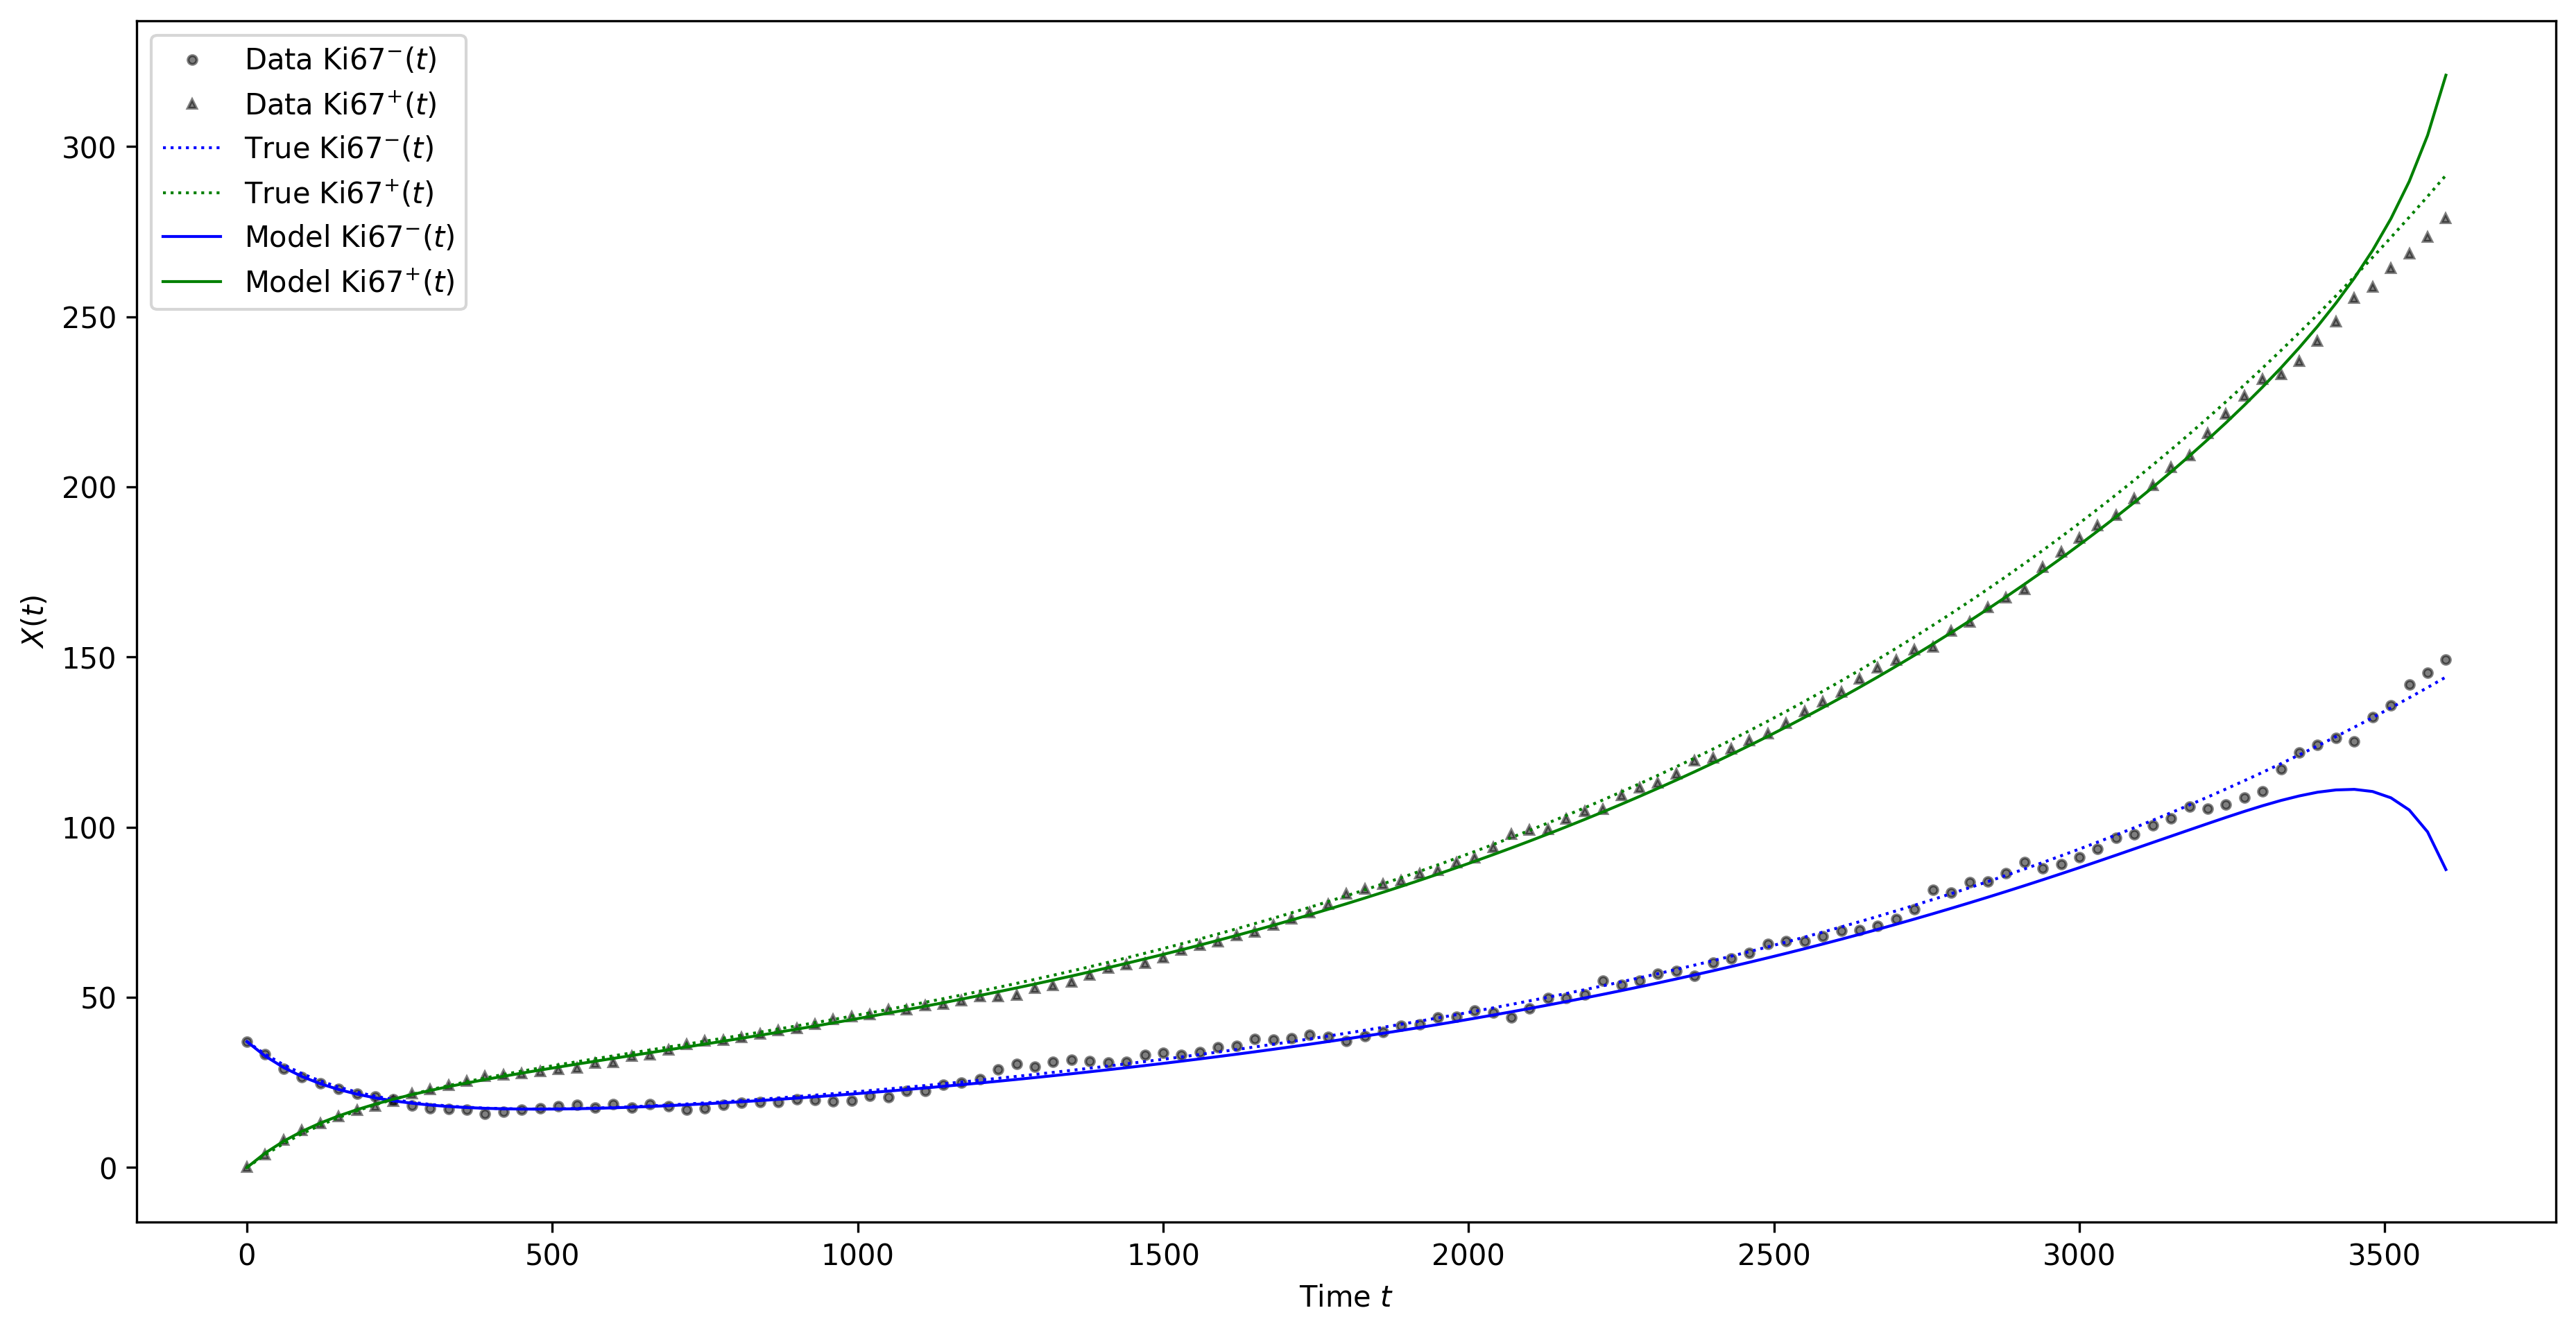 Data Ki67⁻(t)
Data Ki67⁺(t)
True Ki67⁻(t)
True Ki67⁺(t)
Model Ki67⁻(t)
Model Ki67⁺(t)
300
250
200
150
100
50
0
X(t)
0 500 1000 1500 2000 2500 3000 3500
Time t